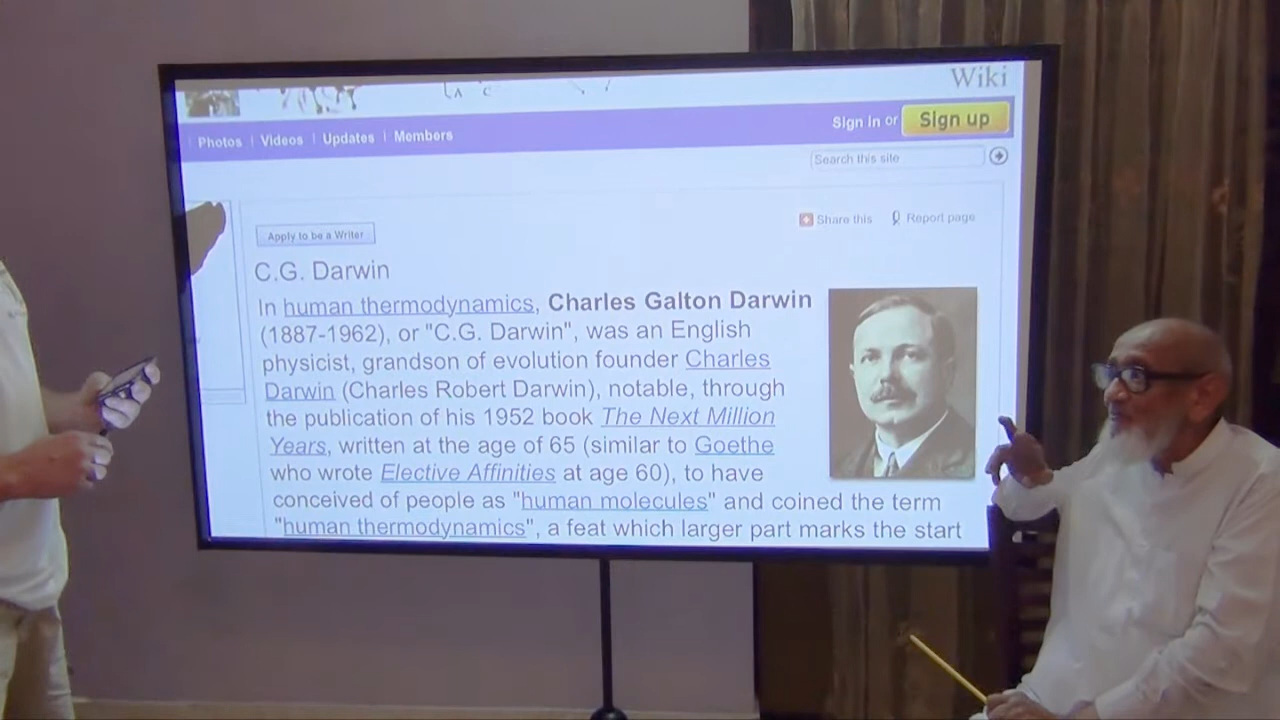 Wiki
Photos | Videos | Updates | Members
Sign in or Sign up
Search this site
Share this Report page
Apply to be a Writer
C.G. Darwin
In human thermodynamics, Charles Galton Darwin
(1887-1962), or "C.G. Darwin", was an English
physicist, grandson of evolution founder Charles
Darwin (Charles Robert Darwin), notable, through
the publication of his 1952 book The Next Million
Years, written at the age of 65 (similar to Goethe
who wrote Elective Affinities at age 60), to have
conceived of people as "human molecules" and coined the term
"human thermodynamics", a feat which larger part marks the start